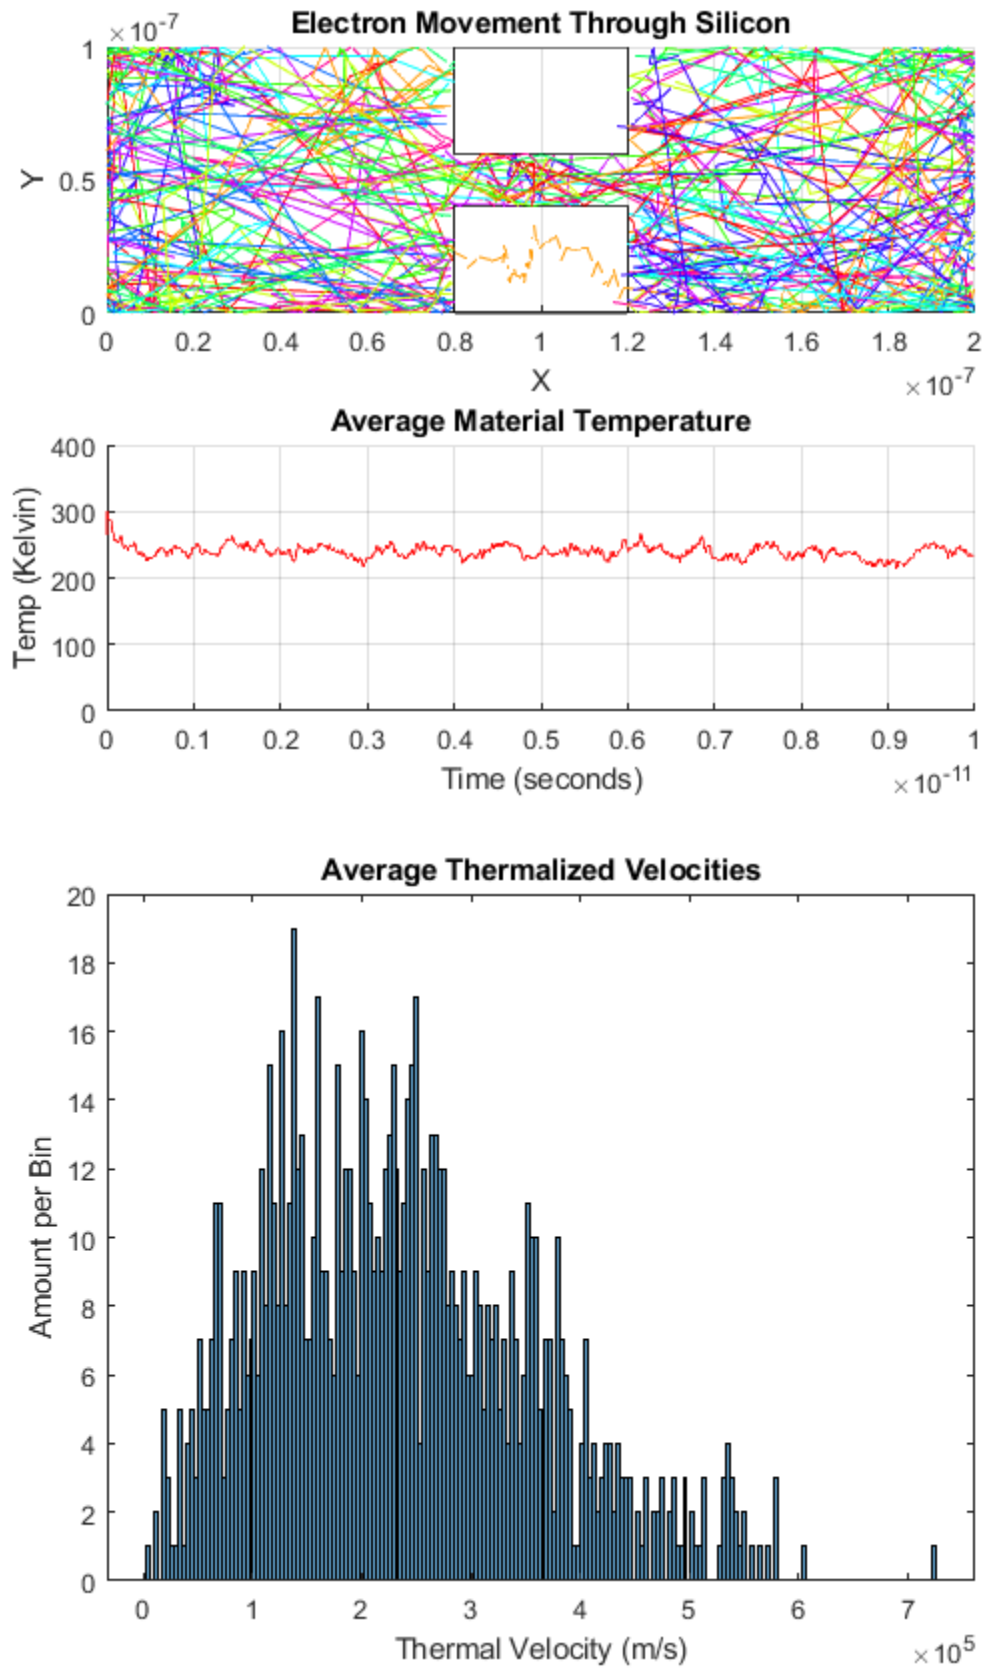 Electron Movement Through Silicon
×10-7
1
0.5
0
Y
0 0.2 0.4 0.6 0.8 1 1.2 1.4 1.6 1.8 2
X
×10-7
Average Material Temperature
400
300
200
100
0
Temp (Kelvin)
0 0.1 0.2 0.3 0.4 0.5 0.6 0.7 0.8 0.9 1
Time (seconds)
×10-11
Average Thermalized Velocities
20
18
16
14
12
10
8
6
4
2
0
Amount per Bin
0 1 2 3 4 5 6 7
Thermal Velocity (m/s)
×105